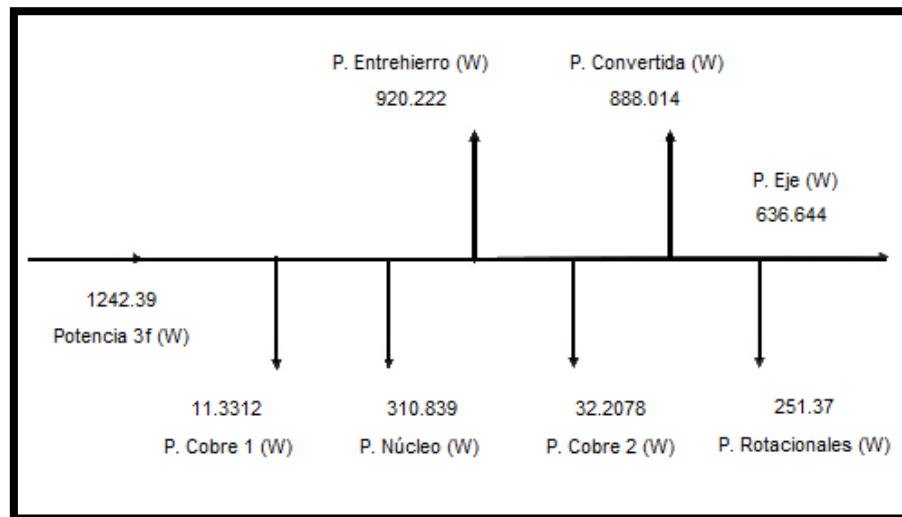 P. Entrehierro (W)
920.222
P. Convertida (W)
888.014
P. Eje (W)
636.644
1242.39
Potencia 3f (W)
11.3312
P. Cobre 1 (W)
310.839
P. Núcleo (W)
32.2078
P. Cobre 2 (W)
251.37
P. Rotacionales (W)